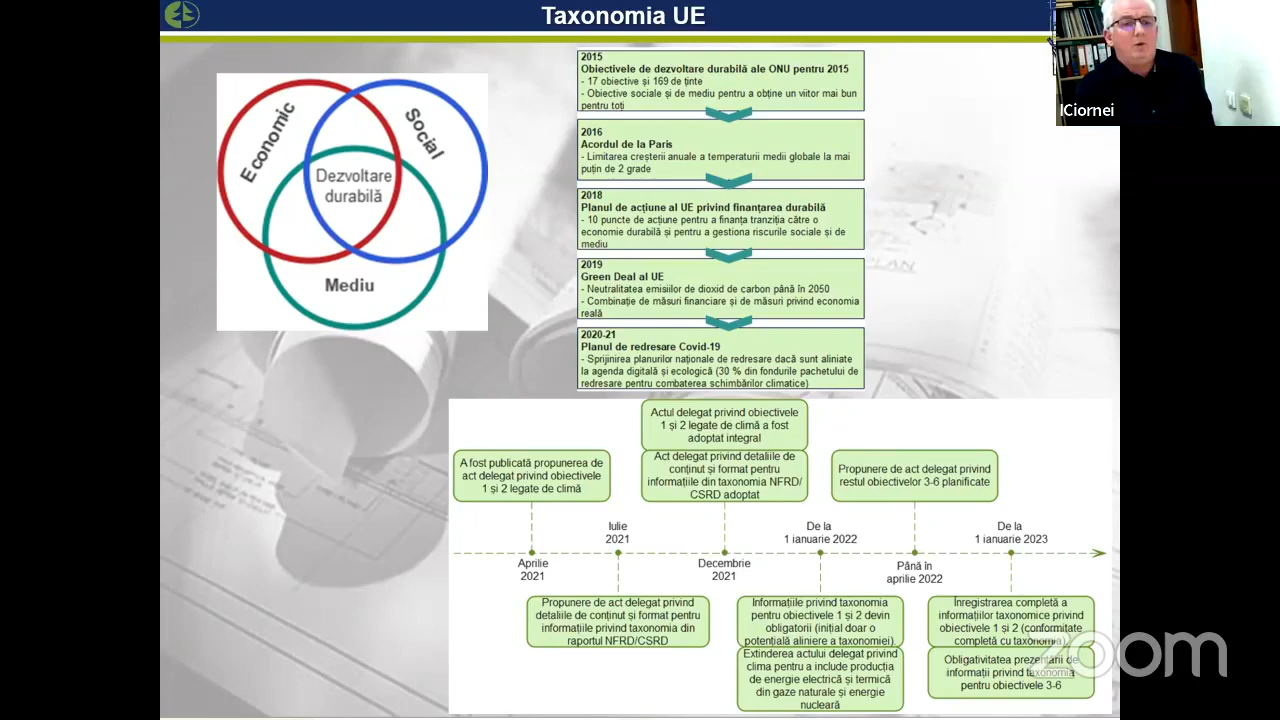 Taxonomia UE
ICiornei
Economic
Social
Dezvoltare
durabilă
Mediu
2015
Obiectivele de dezvoltare durabilă ale ONU pentru 2015
- 17 obiective și 169 de ținte
- Obiective sociale și de mediu pentru a obține un viitor mai bun
pentru toți
2016
Acordul de la Paris
- Limitarea creșterii anuale a temperaturii medii globale la mai
puțin de 2 grade
2018
Planul de acțiune al UE privind finanțarea durabilă
- 10 puncte de acțiune pentru a finanța tranziția către o
economie durabilă și pentru a gestiona riscurile sociale și de
mediu
2019
Green Deal al UE
- Neutralitatea emisiilor de dioxid de carbon până în 2050
- Combinație de măsuri financiare și de măsuri privind economia
reală
2020-21
Planul de redresare Covid-19
- Sprijinirea planurilor naționale de redresare dacă sunt aliniate
la agenda digitală și ecologică (30 % din fondurile pachetului de
redresare pentru combaterea schimbărilor climatice)
PLAN
A fost publicată propunerea de
act delegat privind obiectivele
1 și 2 legate de climă
Actul delegat privind obiectivele
1 și 2 legate de climă a fost
adoptat integral
Act delegat privind detaliile de
conținut și format pentru
informațiile din taxonomia NFRD/
CSRD adoptat
Propunere de act delegat privind
restul obiectivelor 3-6 planificate
Aprilie
2021
Iulie
2021
Decembrie
2021
De la
1 ianuarie 2022
Până în
aprilie 2022
De la
1 ianuarie 2023
Propunere de act delegat privind
detaliile de conținut și format pentru
informațiile privind taxonomia din
raportul NFRD/CSRD
Informațiile privind taxonomia
pentru obiectivele 1 și 2 devin
obligatorii (inițial doar o
potențială aliniere a taxonomiei).
Extinderea actului delegat privind
clima pentru a include producția
de energie electrică și termică
din gaze naturale și energie
nucleară
Înregistrarea completă a
informațiilor taxonomice privind
obiectivele 1 și 2 (conformitate
completă cu taxonomia)
Obligativitatea prezentării de
informații privind taxonomia
pentru obiectivele 3-6
zoom